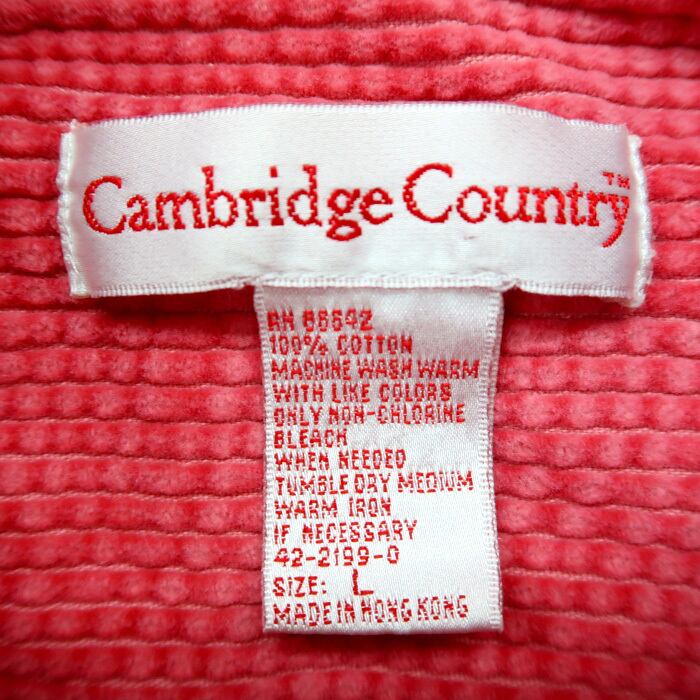 Cambridge Country™
RN 66642
100% COTTON
MACHINE WASH WARM
WITH LIKE COLORS
ONLY NON-CHLORINE
BLEACH
WHEN NEEDED
TUMBLE DRY MEDIUM
WARM IRON
IF NECESSARY
42-2199-0
SIZE: L
MADE IN HONG KONG